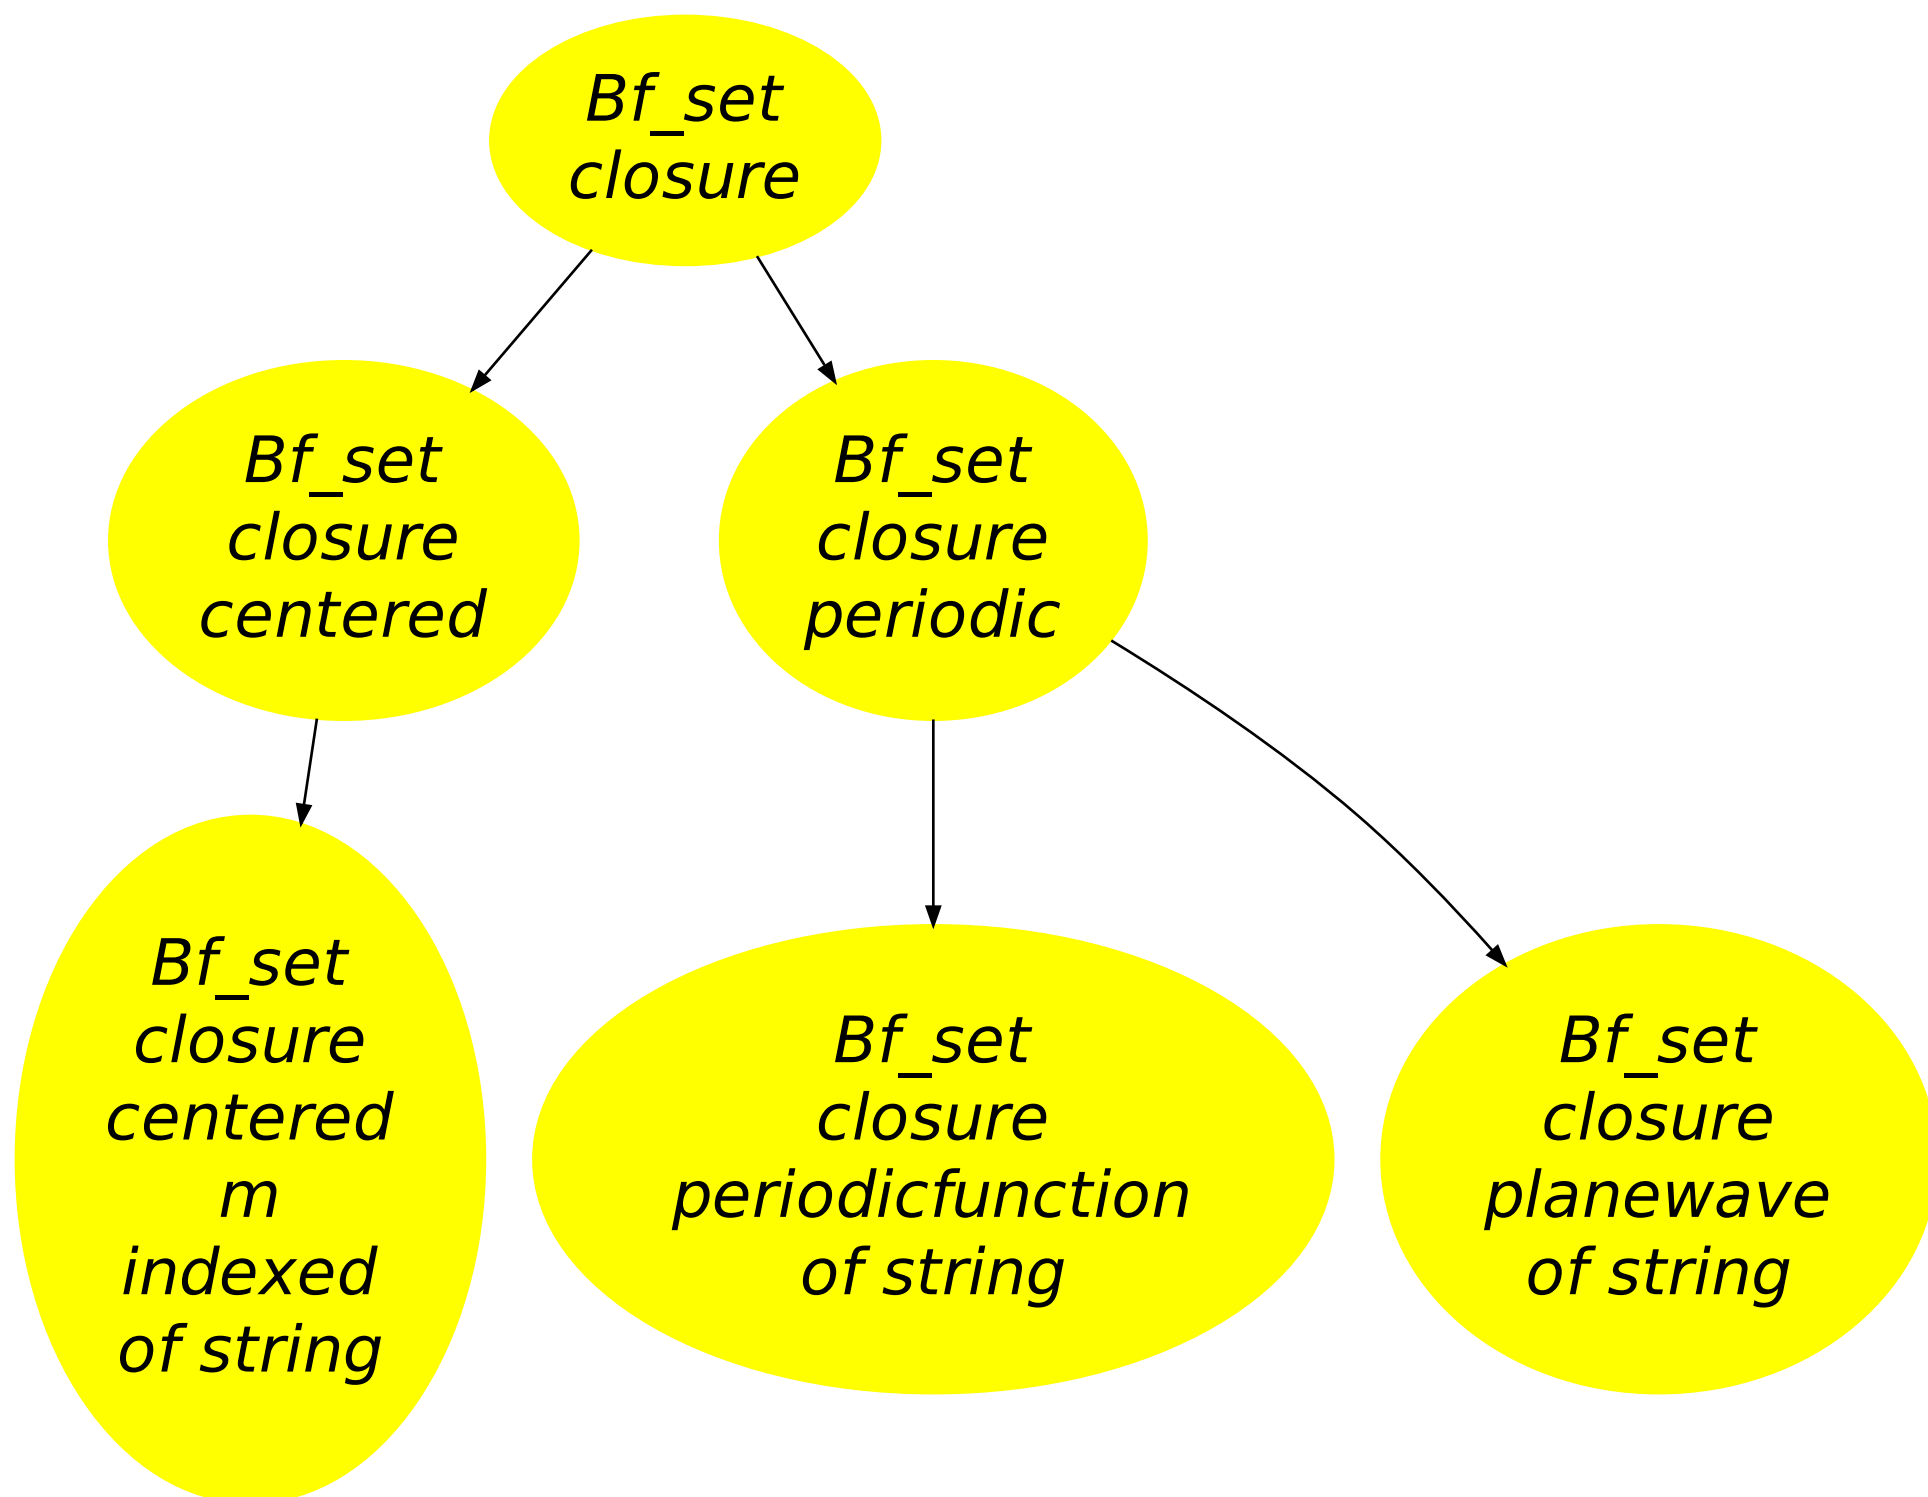 Bf_set
closure
Bf_set
closure
centered
Bf_set
closure
periodic
Bf_set
closure
centered
m
indexed
of string
Bf_set
closure
periodicfunction
of string
Bf_set
closure
planewave
of string